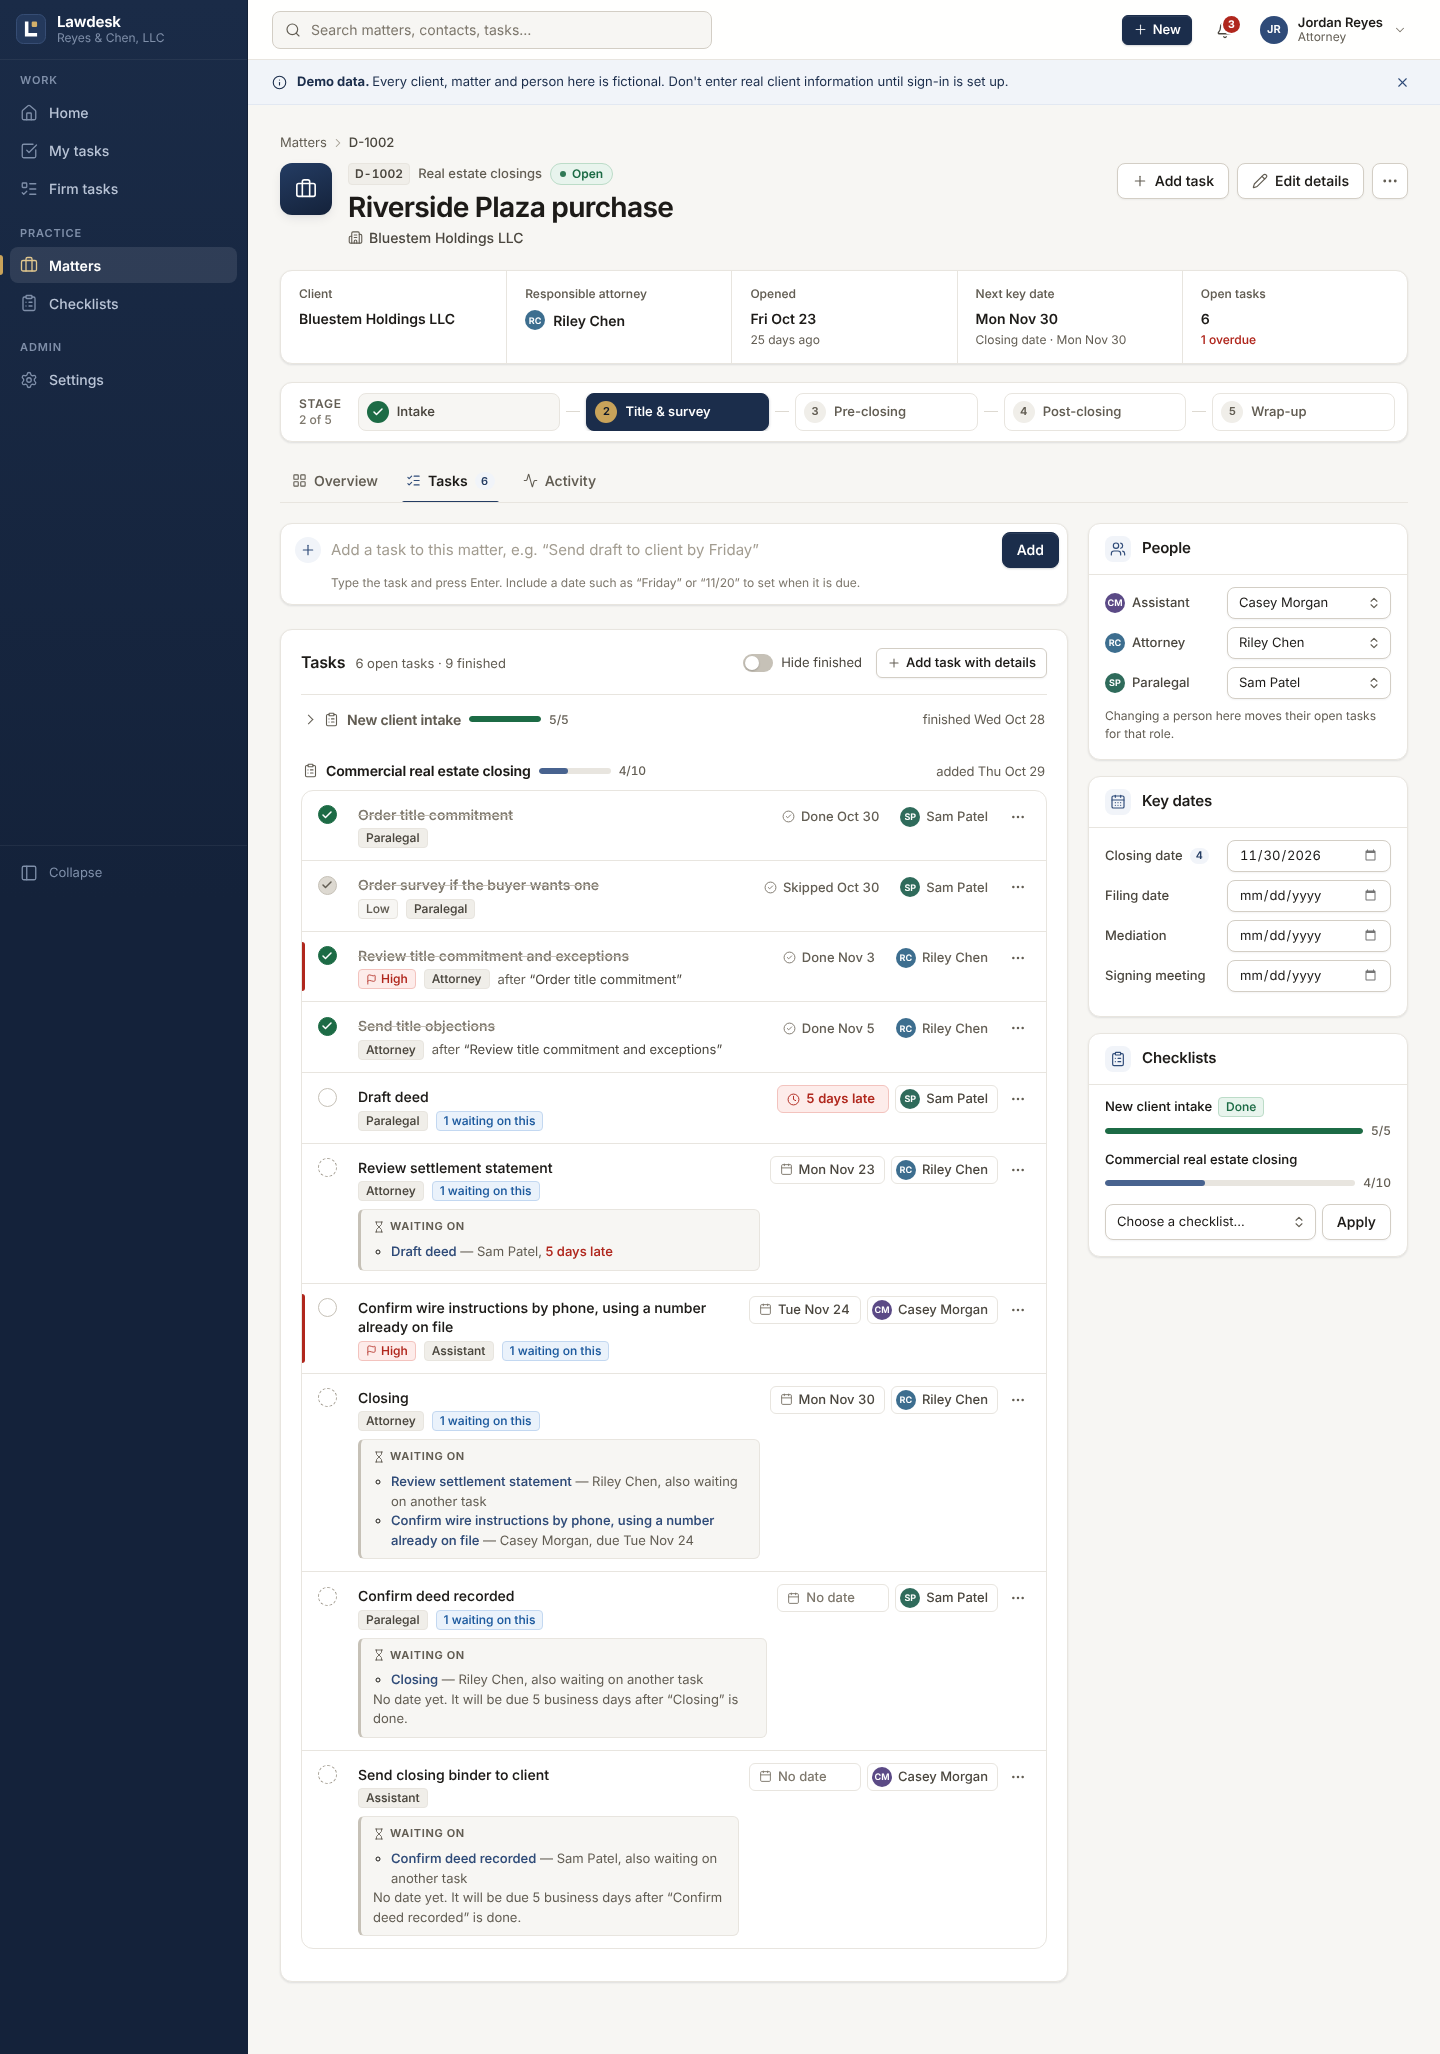 Lawdesk
Reyes & Chen, LLC
WORK
Home
My tasks
Firm tasks
PRACTICE
Matters
Checklists
ADMIN
Settings
Collapse
Search matters, contacts, tasks...
New
3
JR
Jordan Reyes
Attorney
Demo data. Every client, matter and person here is fictional. Don't enter real client information until sign-in is set up.
Matters
D-1002
D-1002
Real estate closings
Open
Riverside Plaza purchase
Bluestem Holdings LLC
Add task
Edit details
Client
Bluestem Holdings LLC
Responsible attorney
RC
Riley Chen
Opened
Fri Oct 23
25 days ago
Next key date
Mon Nov 30
Closing date · Mon Nov 30
Open tasks
6
1 overdue
STAGE
2 of 5
Intake
2
Title & survey
3
Pre-closing
4
Post-closing
5
Wrap-up
Overview
Tasks
6
Activity
Add a task to this matter, e.g. “Send draft to client by Friday”
Add
Type the task and press Enter. Include a date such as “Friday” or “11/20” to set when it is due.
Tasks
6 open tasks · 9 finished
Hide finished
Add task with details
New client intake
5/5
finished Wed Oct 28
Commercial real estate closing
4/10
added Thu Oct 29
Order title commitment
Done Oct 30
SP
Sam Patel
Paralegal
Order survey if the buyer wants one
Skipped Oct 30
SP
Sam Patel
Low
Paralegal
Review title commitment and exceptions
Done Nov 3
RC
Riley Chen
High
Attorney
after “Order title commitment”
Send title objections
Done Nov 5
RC
Riley Chen
Attorney
after “Review title commitment and exceptions”
Draft deed
5 days late
SP
Sam Patel
Paralegal
1 waiting on this
Review settlement statement
Mon Nov 23
RC
Riley Chen
Attorney
1 waiting on this
WAITING ON
Draft deed — Sam Patel, 5 days late
Confirm wire instructions by phone, using a number
already on file
Tue Nov 24
CM
Casey Morgan
High
Assistant
1 waiting on this
Closing
Mon Nov 30
RC
Riley Chen
Attorney
1 waiting on this
WAITING ON
Review settlement statement — Riley Chen, also waiting
on another task
Confirm wire instructions by phone, using a number
already on file — Casey Morgan, due Tue Nov 24
Confirm deed recorded
No date
SP
Sam Patel
Paralegal
1 waiting on this
WAITING ON
Closing — Riley Chen, also waiting on another task
No date yet. It will be due 5 business days after “Closing” is
done.
Send closing binder to client
No date
CM
Casey Morgan
Assistant
WAITING ON
Confirm deed recorded — Sam Patel, also waiting on
another task
No date yet. It will be due 5 business days after “Confirm
deed recorded” is done.
People
CM
Assistant
Casey Morgan
RC
Attorney
Riley Chen
SP
Paralegal
Sam Patel
Changing a person here moves their open tasks
for that role.
Key dates
Closing date
4
11/30/2026
Filing date
mm/dd/yyyy
Mediation
mm/dd/yyyy
Signing meeting
mm/dd/yyyy
Checklists
New client intake
Done
5/5
Commercial real estate closing
4/10
Choose a checklist...
Apply